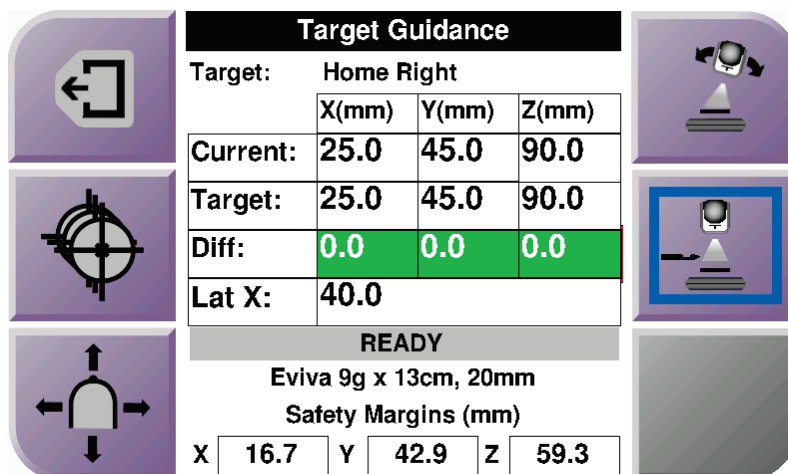 Target Guidance
Target: Home Right
X(mm) Y(mm) Z(mm)
Current: 25.0 45.0 90.0
Target: 25.0 45.0 90.0
Diff: 0.0 0.0 0.0
Lat X: 40.0
READY
Eviva 9g x 13cm, 20mm
Safety Margins (mm)
X 16.7 Y 42.9 Z 59.3